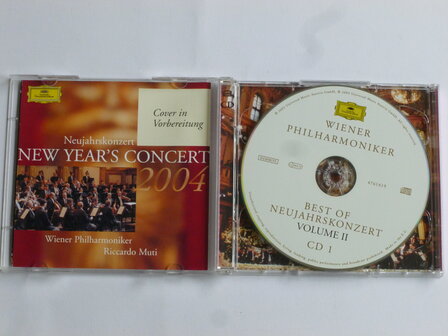 Cover in
Vorbereitung
Neujahrskonzert
NEW YEAR'S CONCERT
2004
Wiener Philharmoniker
Riccardo Muti
WIENER
PHILHARMONIKER
BEST OF
NEUJAHRSKONZERT
VOLUME II
CD 1